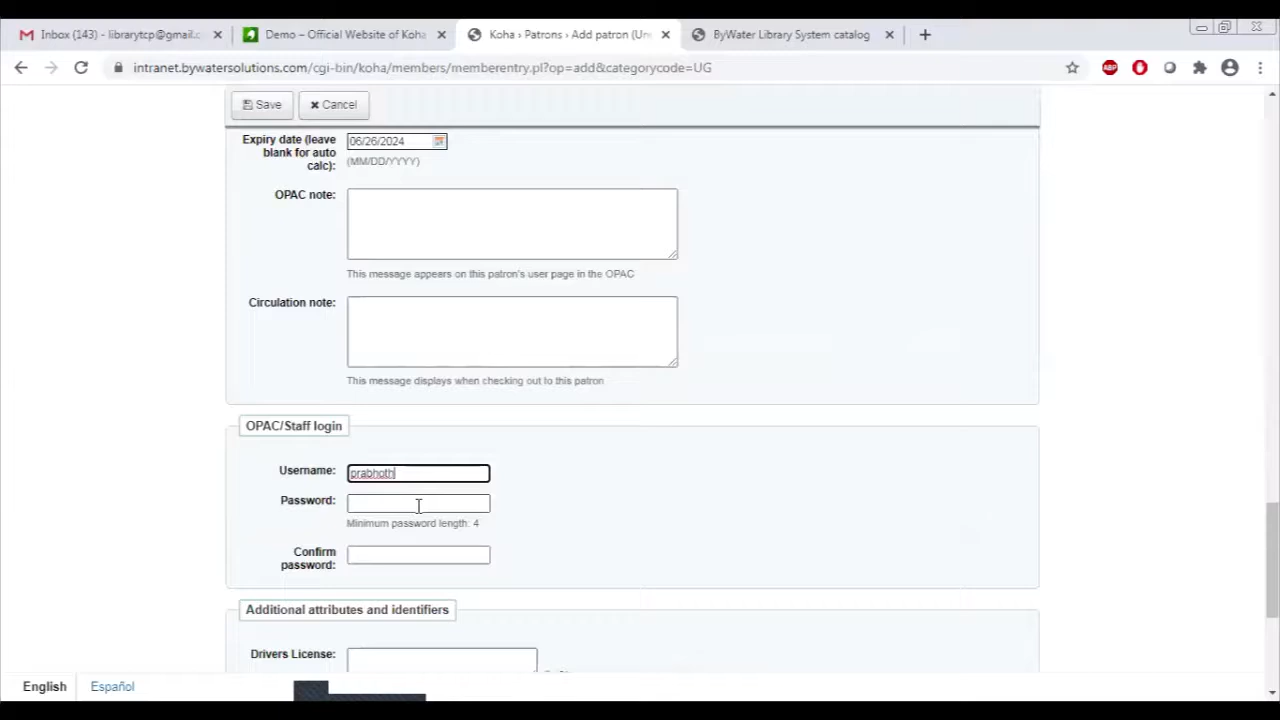 Inbox (143) - librarytcp@gmail.c
Demo – Official Website of Koha
Koha › Patrons › Add patron (Un
ByWater Library System catalog
intranet.bywatersolutions.com/cgi-bin/koha/members/memberentry.pl?op=add&categorycode=UG
ABP
Save
Cancel
Expiry date (leave
blank for auto
calc):
06/26/2024
(MM/DD/YYYY)
OPAC note:
This message appears on this patron's user page in the OPAC
Circulation note:
This message displays when checking out to this patron
OPAC/Staff login
Username:
prabhoth
Password:
Minimum password length: 4
Confirm
password:
Additional attributes and identifiers
Drivers License:
English
Español